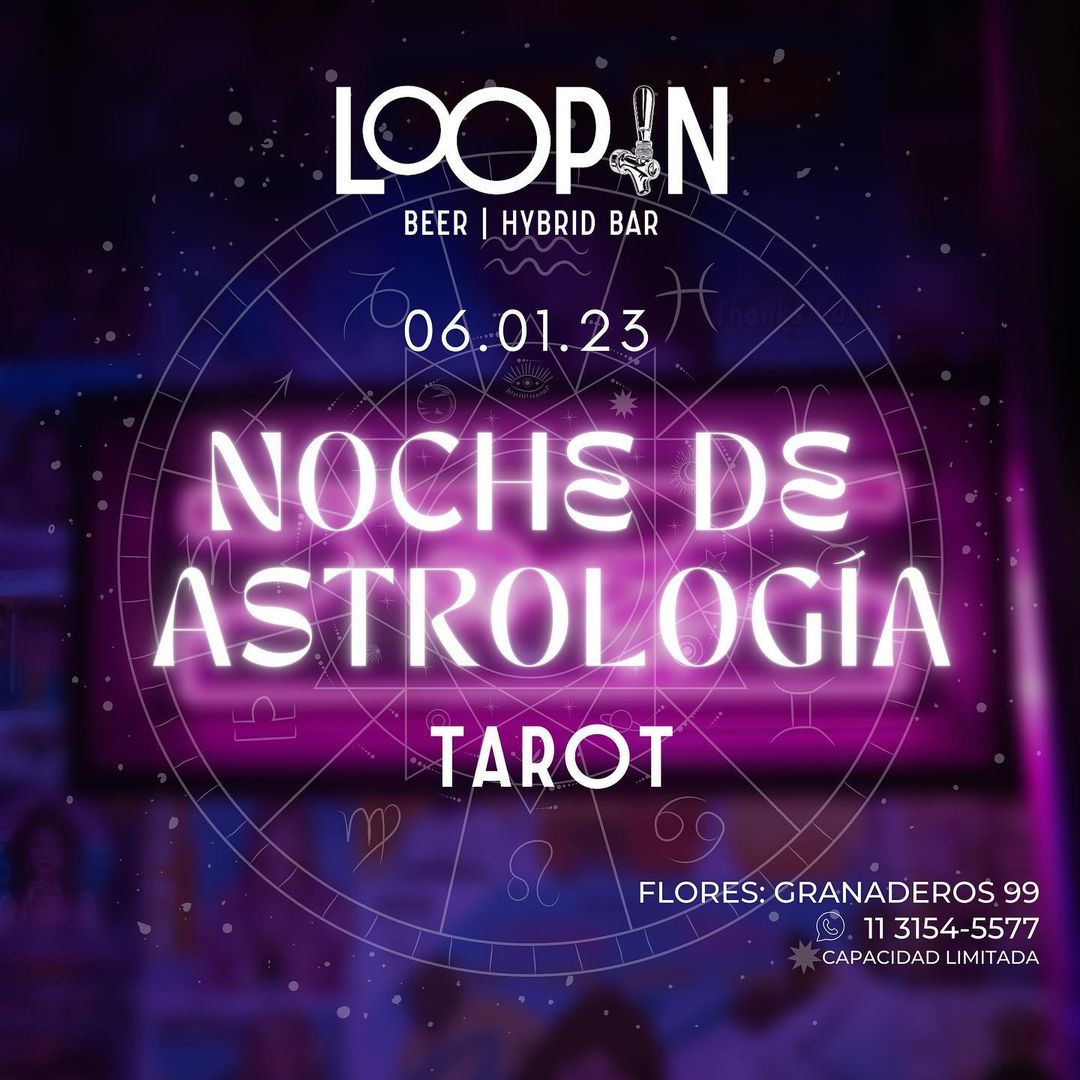 LOOPIN
BEER | HYBRID BAR
06.01.23
NOCHE DE
ASTROLOGÍA
TAROT
FLORES: GRANADEROS 99
11 3154-5577
CAPACIDAD LIMITADA